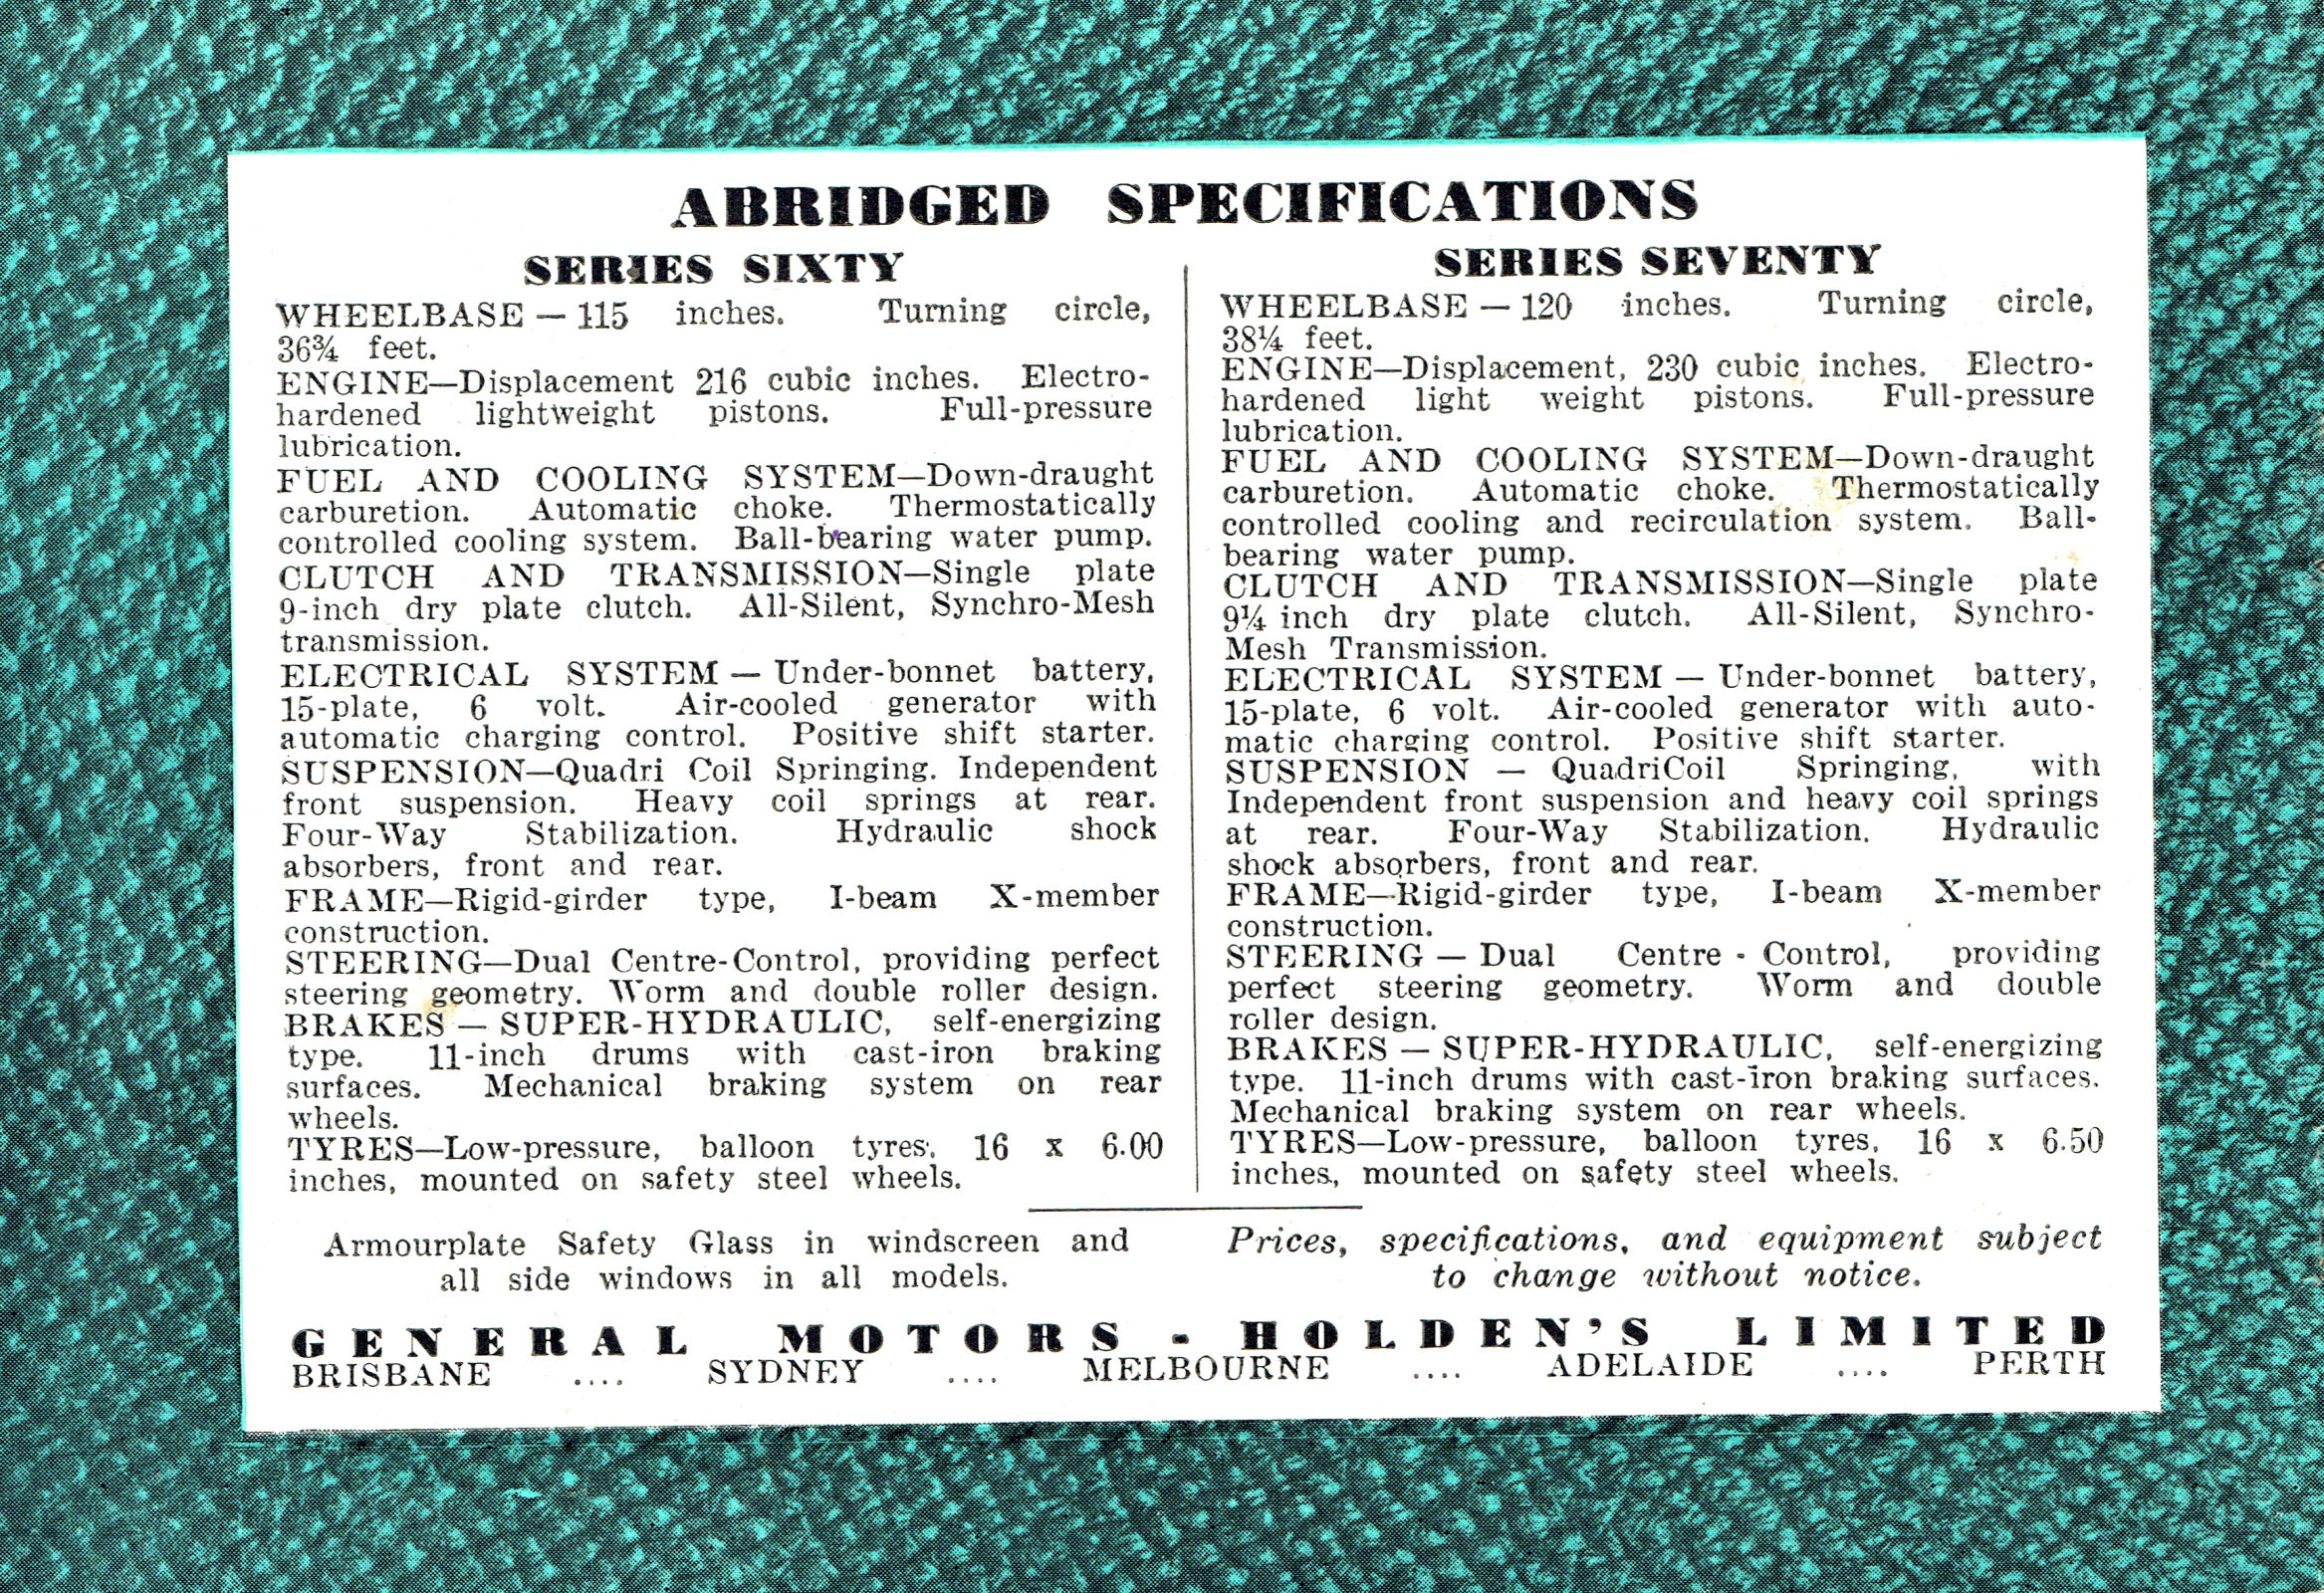 ABRIDGED SPECIFICATIONS
SERIES SIXTY
WHEELBASE — 115 inches. Turning circle,
36¾ feet.
ENGINE—Displacement 216 cubic inches. Electro-
hardened lightweight pistons. Full-pressure
lubrication.
FUEL AND COOLING SYSTEM—Down-draught
carburetion. Automatic choke. Thermostatically
controlled cooling system. Ball-bearing water pump.
CLUTCH AND TRANSMISSION—Single plate
9-inch dry plate clutch. All-Silent, Synchro-Mesh
transmission.
ELECTRICAL SYSTEM — Under-bonnet battery,
15-plate, 6 volt. Air-cooled generator with
automatic charging control. Positive shift starter.
SUSPENSION—Quadri Coil Springing. Independent
front suspension. Heavy coil springs at rear.
Four-Way Stabilization. Hydraulic shock
absorbers, front and rear.
FRAME—Rigid-girder type, I-beam X-member
construction.
STEERING—Dual Centre-Control, providing perfect
steering geometry. Worm and double roller design.
BRAKES — SUPER-HYDRAULIC, self-energizing
type. 11-inch drums with cast-iron braking
surfaces. Mechanical braking system on rear
wheels.
TYRES—Low-pressure, balloon tyres, 16 x 6.00
inches, mounted on safety steel wheels.
SERIES SEVENTY
WHEELBASE — 120 inches. Turning circle,
38¼ feet.
ENGINE—Displacement, 230 cubic inches. Electro-
hardened light weight pistons. Full-pressure
lubrication.
FUEL AND COOLING SYSTEM—Down-draught
carburetion. Automatic choke. Thermostatically
controlled cooling and recirculation system. Ball-
bearing water pump.
CLUTCH AND TRANSMISSION—Single plate
9¼ inch dry plate clutch. All-Silent, Synchro-
Mesh Transmission.
ELECTRICAL SYSTEM — Under-bonnet battery,
15-plate, 6 volt. Air-cooled generator with auto-
matic charging control. Positive shift starter.
SUSPENSION — QuadriCoil Springing, with
Independent front suspension and heavy coil springs
at rear. Four-Way Stabilization. Hydraulic
shock absorbers, front and rear.
FRAME—Rigid-girder type, I-beam X-member
construction.
STEERING — Dual Centre - Control, providing
perfect steering geometry. Worm and double
roller design.
BRAKES — SUPER-HYDRAULIC, self-energizing
type. 11-inch drums with cast-iron braking surfaces.
Mechanical braking system on rear wheels.
TYRES—Low-pressure, balloon tyres, 16 x 6.50
inches, mounted on safety steel wheels.
Armourplate Safety Glass in windscreen and
all side windows in all models.
Prices, specifications, and equipment subject
to change without notice.
GENERAL MOTORS - HOLDEN'S LIMITED
BRISBANE .... SYDNEY .... MELBOURNE .... ADELAIDE .... PERTH